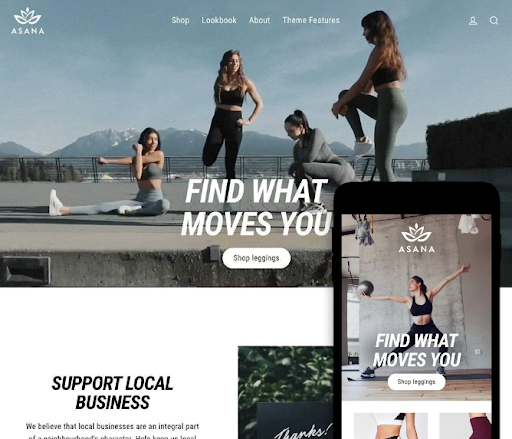 ASANA
Shop Lookbook About Theme Features
FIND WHAT
MOVES YOU
Shop leggings
SUPPORT LOCAL
BUSINESS
We believe that local businesses are an integral part
of a neighbourhood's character. Help keep us local
Thanks!
ASANA
FIND WHAT
MOVES YOU
Shop leggings